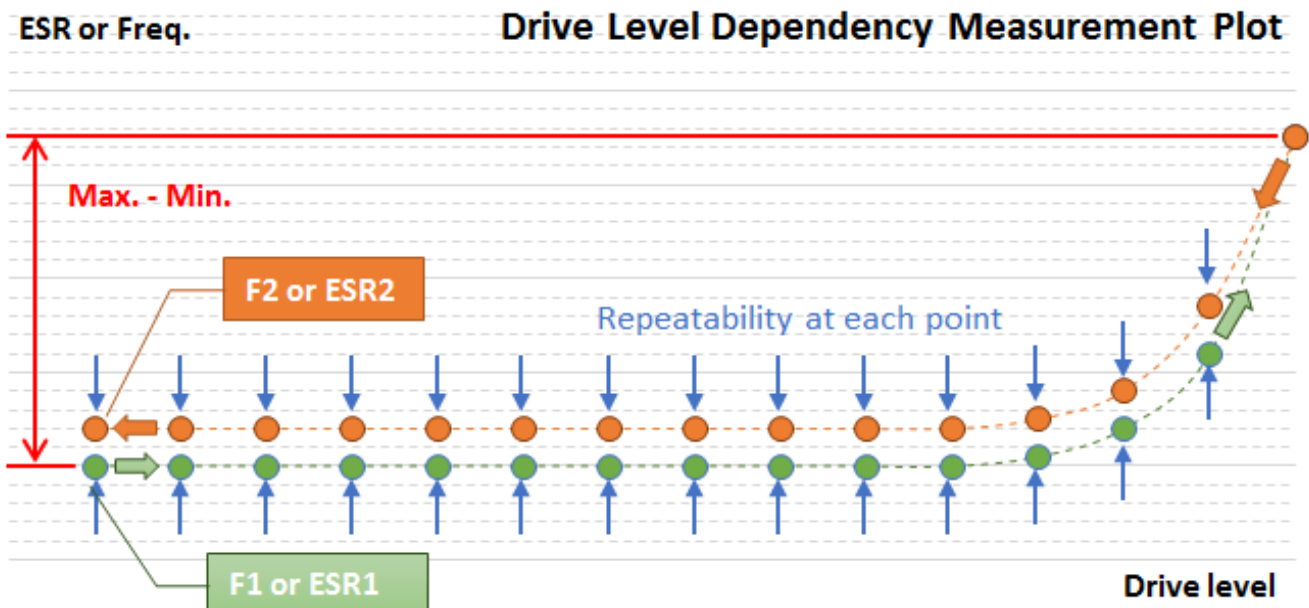 ESR or Freq.
Drive Level Dependency Measurement Plot
Max. - Min.
F2 or ESR2
Repeatability at each point
F1 or ESR1
Drive level